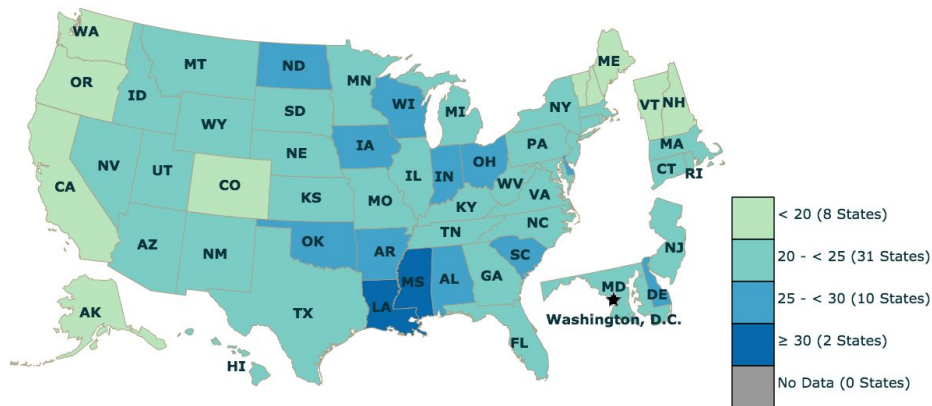 WA
ME
MT
ND
MN
OR
VT
NH
ID
WI
NY
SD
MI
WY
MA
IA
PA
CT
RI
NE
OH
NV
IL
IN
UT
WV
CO
VA
CA
KS
MO
KY
< 20 (8 States)
NC
TN
NJ
AZ
OK
20 - < 25 (31 States)
NM
AR
SC
MS
AL
GA
MD
DE
25 - < 30 (10 States)
LA
AK
TX
Washington, D.C.
≥ 30 (2 States)
FL
HI
No Data (0 States)